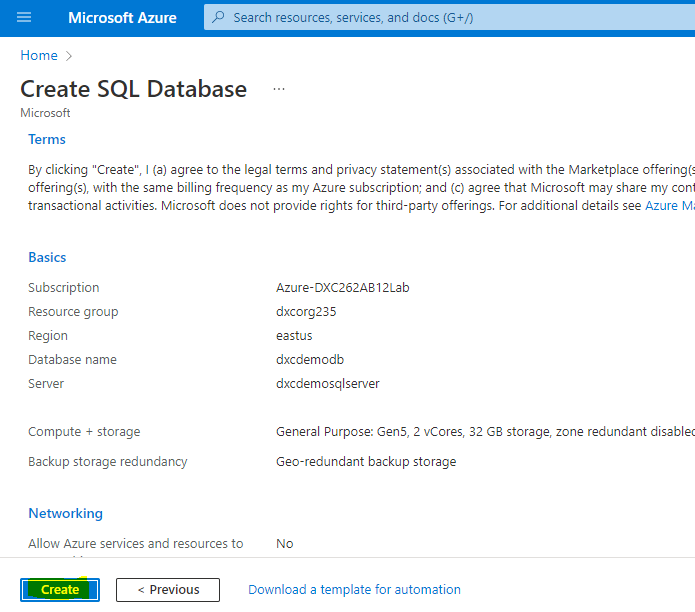 Microsoft Azure
Search resources, services, and docs (G+/)
Home >
Create SQL Database ...
Microsoft
Terms
By clicking "Create", I (a) agree to the legal terms and privacy statement(s) associated with the Marketplace offering(s
offering(s), with the same billing frequency as my Azure subscription; and (c) agree that Microsoft may share my cont
transactional activities. Microsoft does not provide rights for third-party offerings. For additional details see Azure Ma
Basics
Subscription Azure-DXC262AB12Lab
Resource group dxcorg235
Region eastus
Database name dxcdemodb
Server dxcdemosqlserver
Compute + storage General Purpose: Gen5, 2 vCores, 32 GB storage, zone redundant disabled
Backup storage redundancy Geo-redundant backup storage
Networking
Allow Azure services and resources to No
Create < Previous Download a template for automation